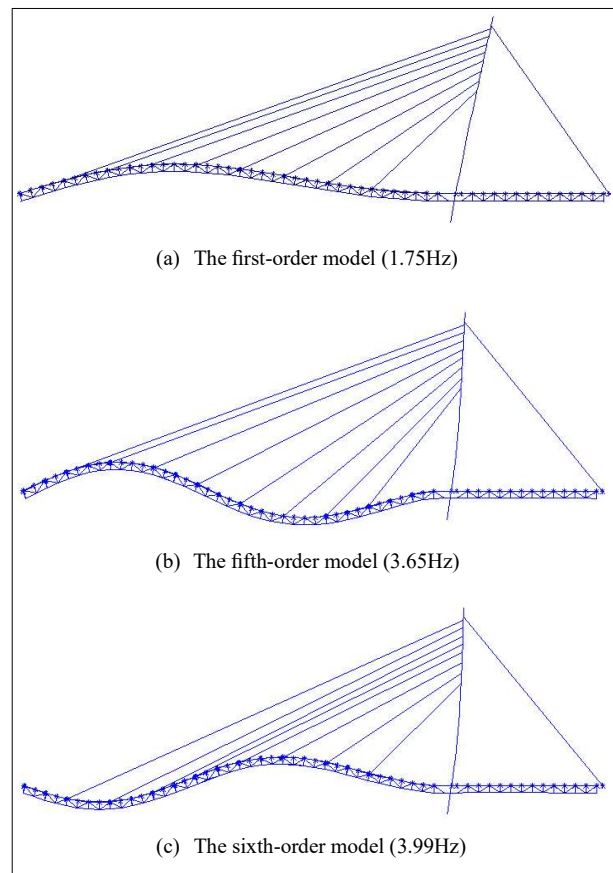 (a) The first-order model (1.75Hz)
(b) The fifth-order model (3.65Hz)
(c) The sixth-order model (3.99Hz)